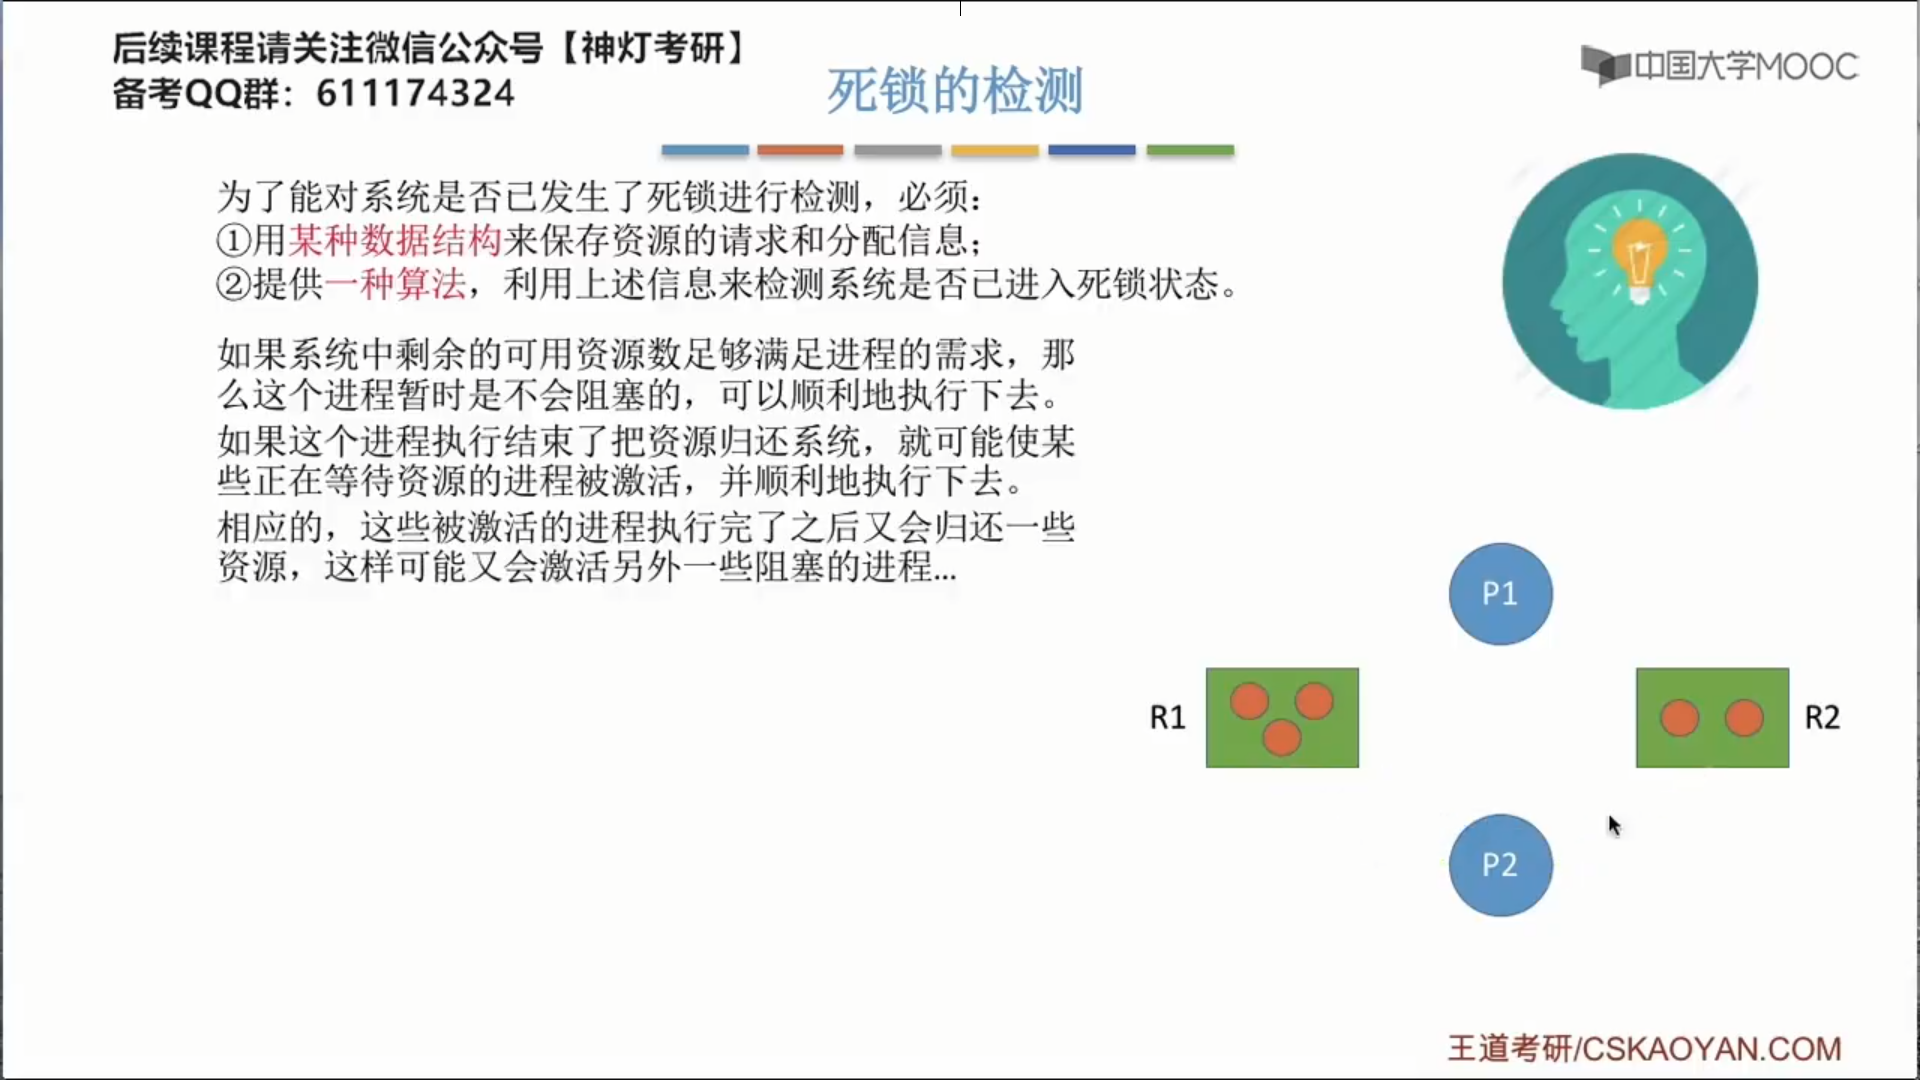 后续课程请关注微信公众号【神灯考研】
备考QQ群：611174324
中国大学MOOC
死锁的检测
为了能对系统是否已发生了死锁进行检测，必须：
①用某种数据结构来保存资源的请求和分配信息；
②提供一种算法，利用上述信息来检测系统是否已进入死锁状态。
如果系统中剩余的可用资源数足够满足进程的需求，那
么这个进程暂时是不会阻塞的，可以顺利地执行下去。
如果这个进程执行结束了把资源归还系统，就可能使某
些正在等待资源的进程被激活，并顺利地执行下去。
相应的，这些被激活的进程执行完了之后又会归还一些
资源，这样可能又会激活另外一些阻塞的进程...
P1
R1
R2
P2
王道考研/CSKAOYAN.COM